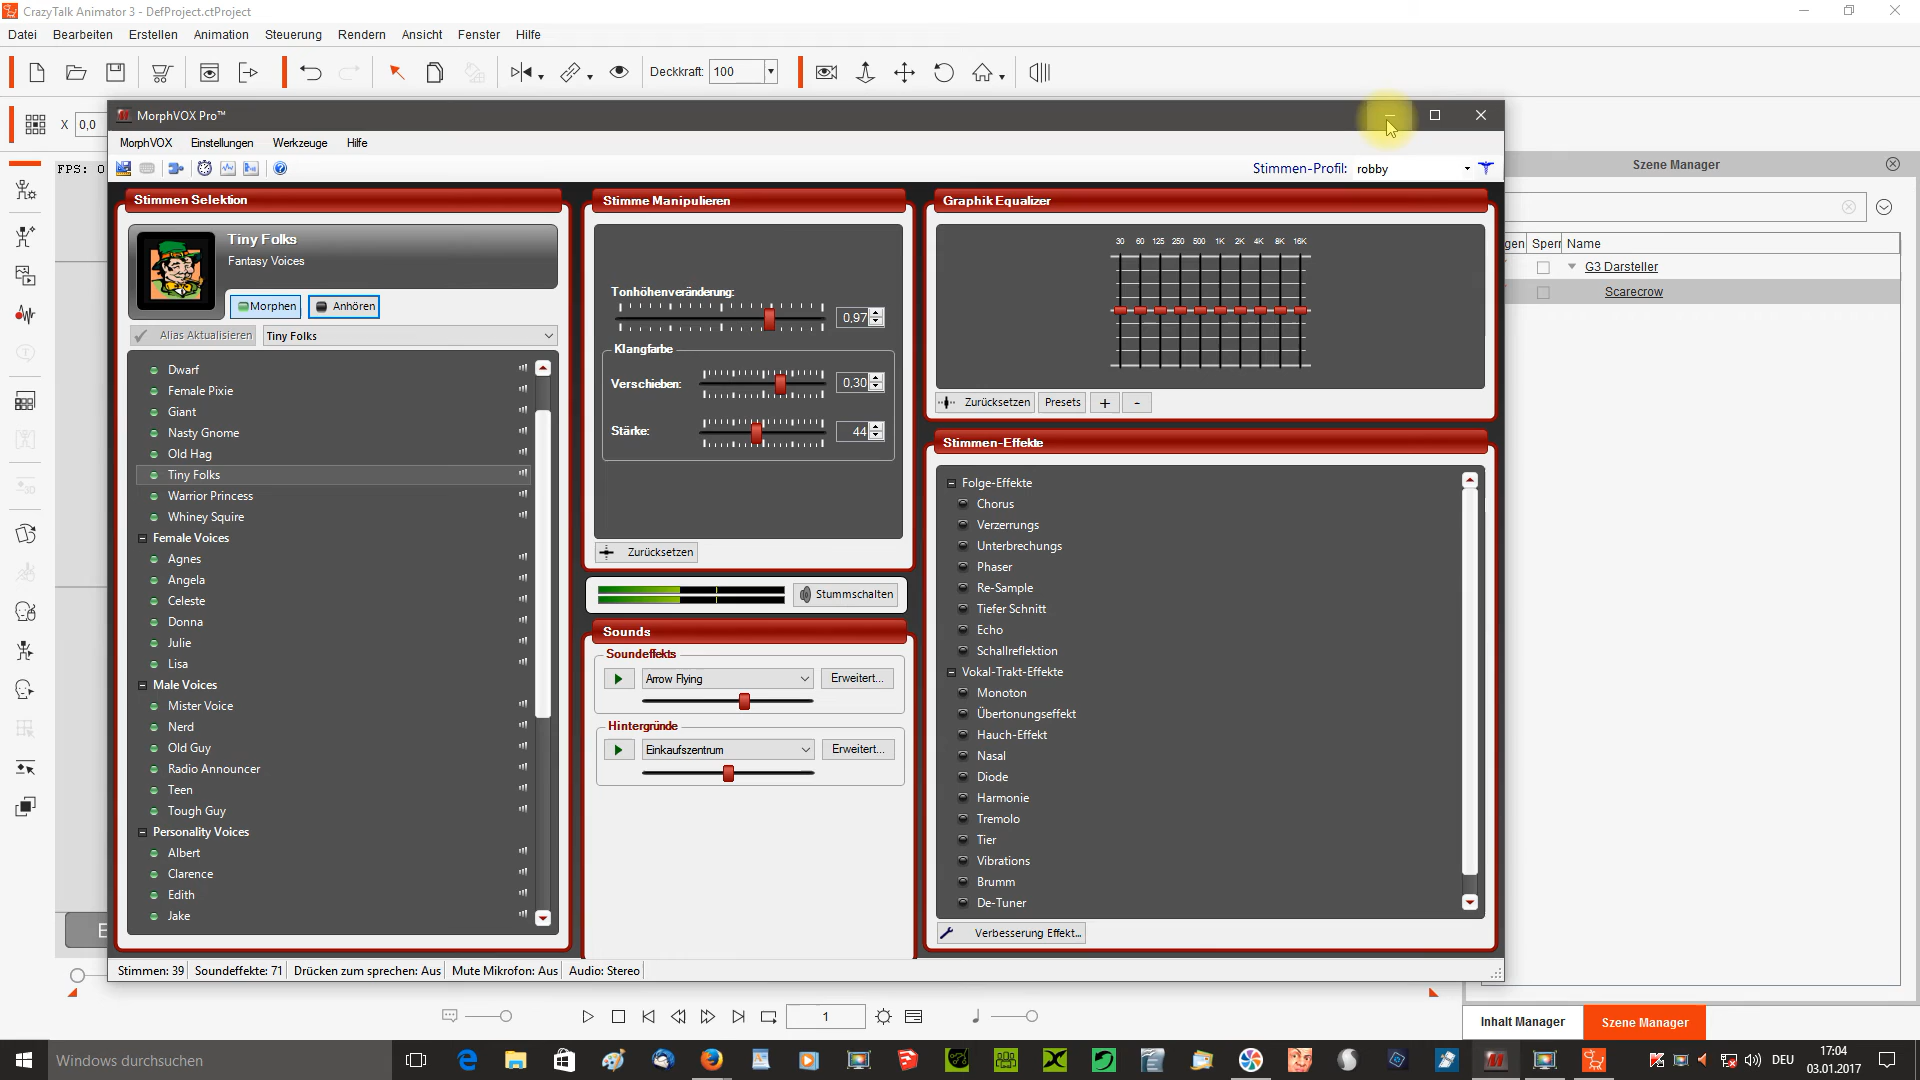 CrazyTalk Animator 3 - DefProject.ctProject
Datei Bearbeiten Erstellen Animation Steuerung Rendern Ansicht Fenster Hilfe
Deckkraft: 100
X 0,0
MorphVOX Pro™
MorphVOX Einstellungen Werkzeuge Hilfe
FPS: 0
Stimmen-Profil: robby
Szene Manager
Stimmen Selektion
Tiny Folks
Fantasy Voices
Morphen Anhören
Alias Aktualisieren Tiny Folks
Dwarf
Female Pixie
Giant
Nasty Gnome
Old Hag
Tiny Folks
Warrior Princess
Whiney Squire
Female Voices
Agnes
Angela
Celeste
Donna
Julie
Lisa
Male Voices
Mister Voice
Nerd
Old Guy
Radio Announcer
Teen
Tough Guy
Personality Voices
Albert
Clarence
Edith
Jake
Stimme Manipulieren
Tonhöhenveränderung:
0,97
Klangfarbe
Verschieben: 0,30
Stärke: 44
Zurücksetzen
Stummschalten
Sounds
Soundeffekts
Arrow Flying Erweitert...
Hintergründe
Einkaufszentrum Erweitert...
Graphik Equalizer
30 60 125 250 500 1K 2K 4K 8K 16K
Zurücksetzen Presets + -
Stimmen-Effekte
Folge-Effekte
Chorus
Verzerrungs
Unterbrechungs
Phaser
Re-Sample
Tiefer Schnitt
Echo
Schallreflektion
Vokal-Trakt-Effekte
Monoton
Übertonungseffekt
Hauch-Effekt
Nasal
Diode
Harmonie
Tremolo
Tier
Vibrations
Brumm
De-Tuner
Verbesserung Effekt...
gen Sperr Name
G3 Darsteller
Scarecrow
Stimmen: 39 Soundeffekte: 71 Drücken zum sprechen: Aus Mute Mikrofon: Aus Audio: Stereo
1
Inhalt Manager Szene Manager
Windows durchsuchen
DEU
17:04
03.01.2017